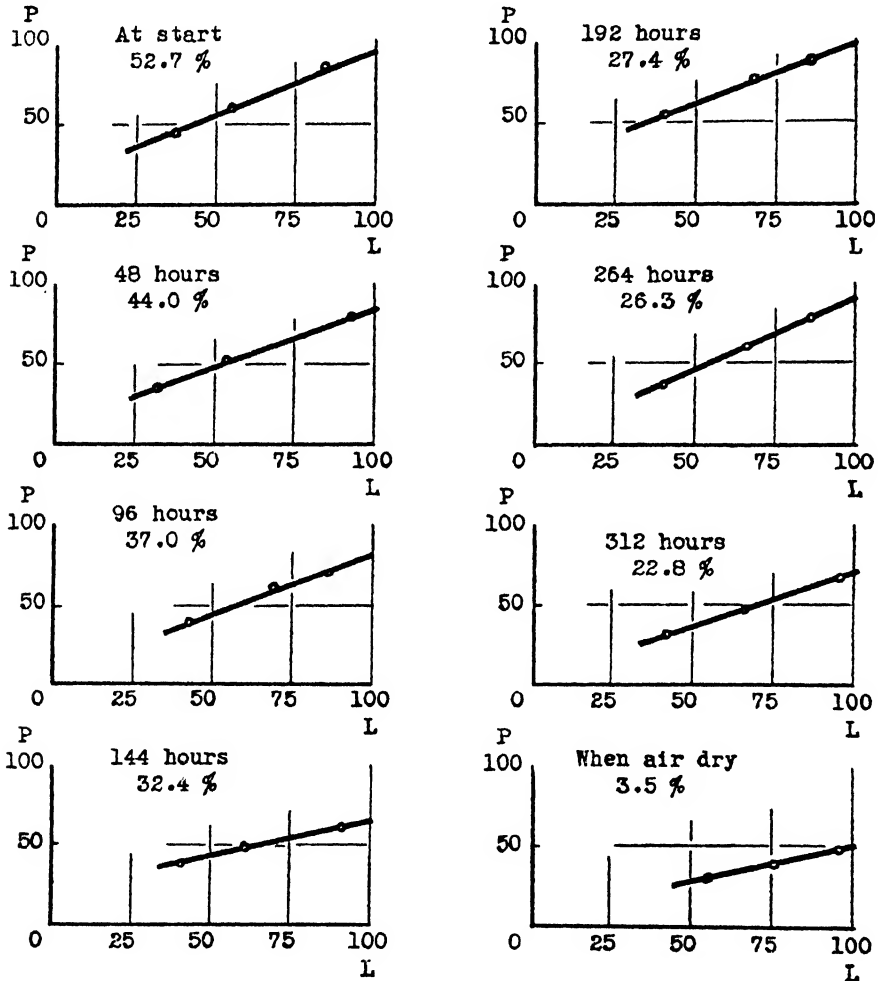 P
100
At start
52.7 %
50
0 25 50 75 100
L
P
100
48 hours
44.0 %
50
0 25 50 75 100
L
P
100
96 hours
37.0 %
50
0 25 50 75 100
L
P
100
144 hours
32.4 %
50
0 25 50 75 100
L
P
100
192 hours
27.4 %
50
0 25 50 75 100
L
P
100
264 hours
26.3 %
50
0 25 50 75 100
L
P
100
312 hours
22.8 %
50
0 25 50 75 100
L
P
100
When air dry
3.5 %
50
0 25 50 75 100
L